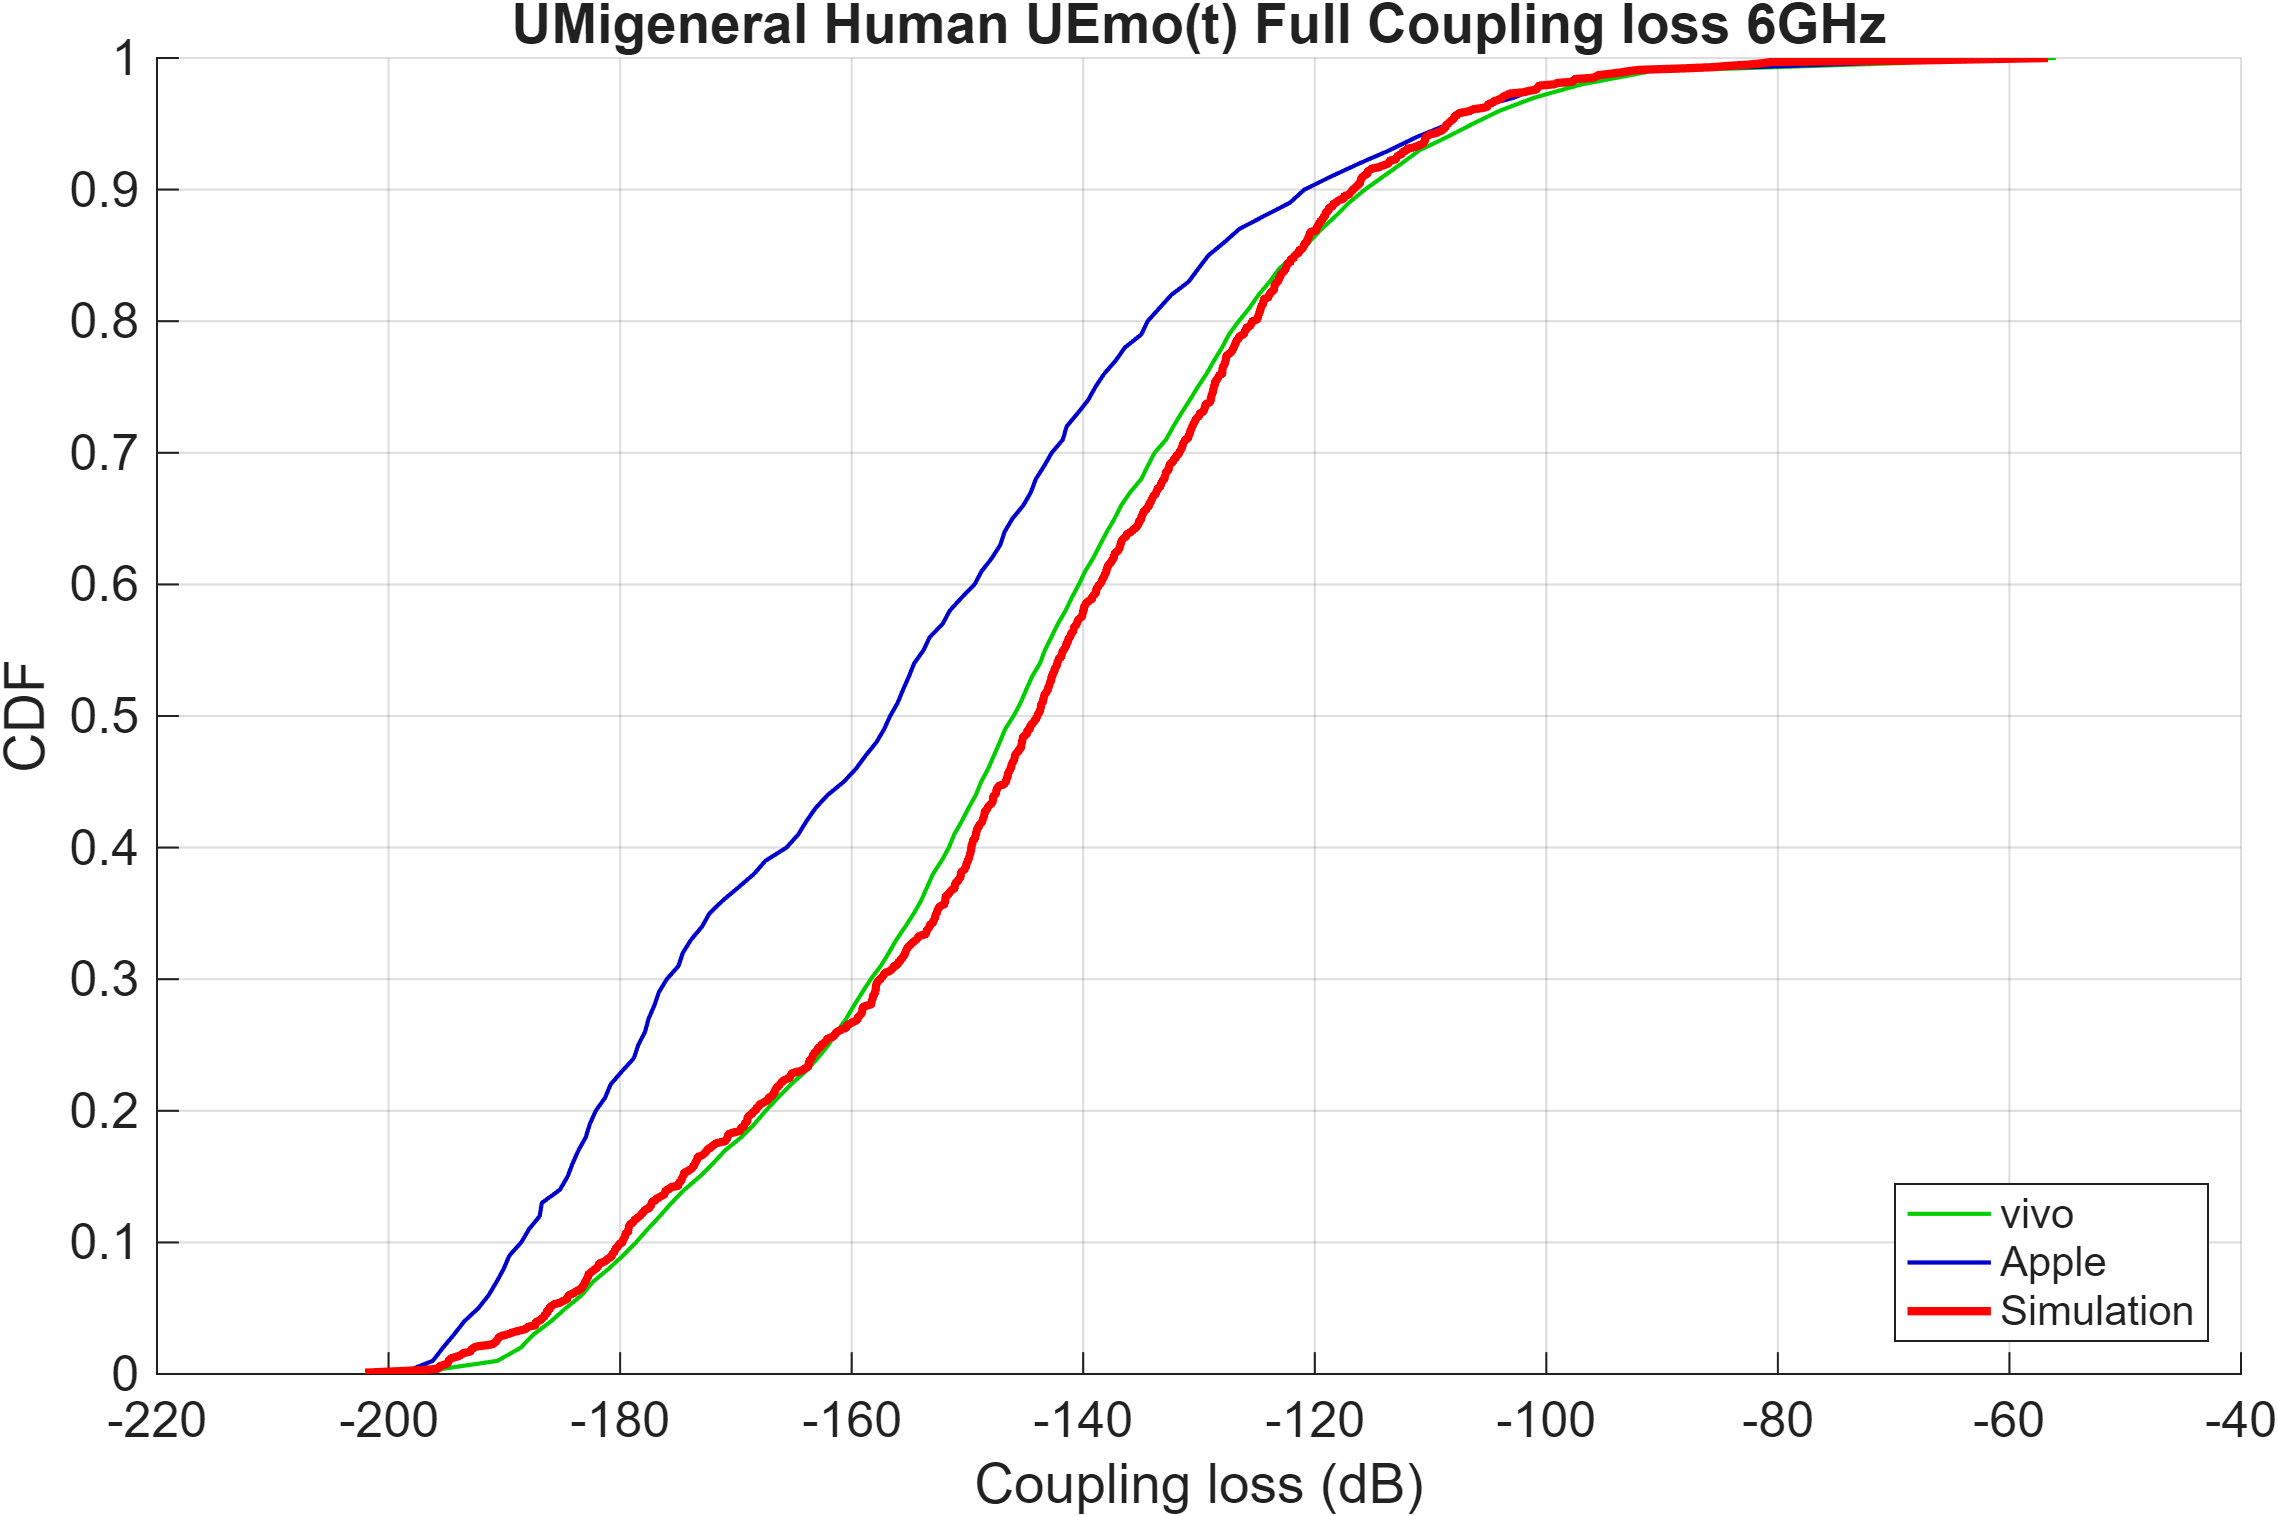 UMigeneral Human UEmo(t) Full Coupling loss 6GHz
1
0.9
0.8
0.7
0.6
0.5
0.4
0.3
0.2
0.1
0
CDF
-220 -200 -180 -160 -140 -120 -100 -80 -60 -40
Coupling loss (dB)
vivo
Apple
Simulation